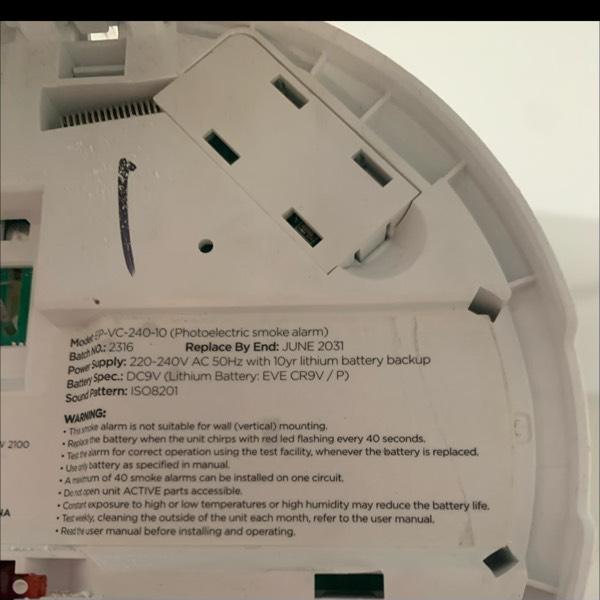 Model: EP-VC-240-10 (Photoelectric smoke alarm)
Batch NO.: 2316 Replace By End: JUNE 2031
Power Supply: 220-240V AC 50Hz with 10yr lithium battery backup
Battery Spec.: DC9V (Lithium Battery: EVE CR9V / P)
Sound Pattern: ISO8201
WARNING:
• This smoke alarm is not suitable for wall (vertical) mounting.
• Replace the battery when the unit chirps with red led flashing every 40 seconds.
• Test the alarm for correct operation using the test facility, whenever the battery is replaced.
• Use only battery as specified in manual.
• A maximum of 40 smoke alarms can be installed on one circuit.
• Do not open unit ACTIVE parts accessible.
• Constant exposure to high or low temperatures or high humidity may reduce the battery life.
• Test weekly, cleaning the outside of the unit each month, refer to the user manual.
• Read the user manual before installing and operating.
V 2100